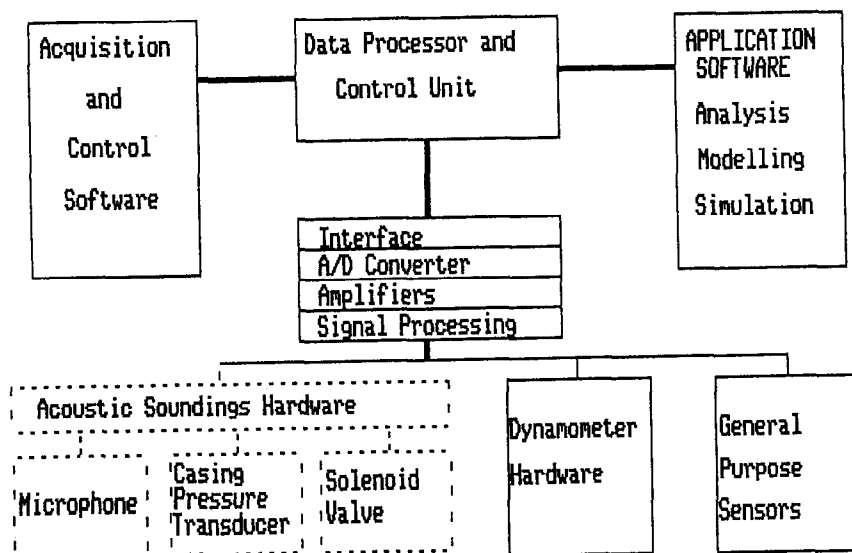 Acquisition
and
Control
Software
Data Processor and
Control Unit
APPLICATION
SOFTWARE
Analysis
Modelling
Simulation
Interface
A/D Converter
Amplifiers
Signal Processing
Acoustic Soundings Hardware
Microphone
Casing
Pressure
Transducer
Solenoid
Valve
Dynamometer
Hardware
General
Purpose
Sensors